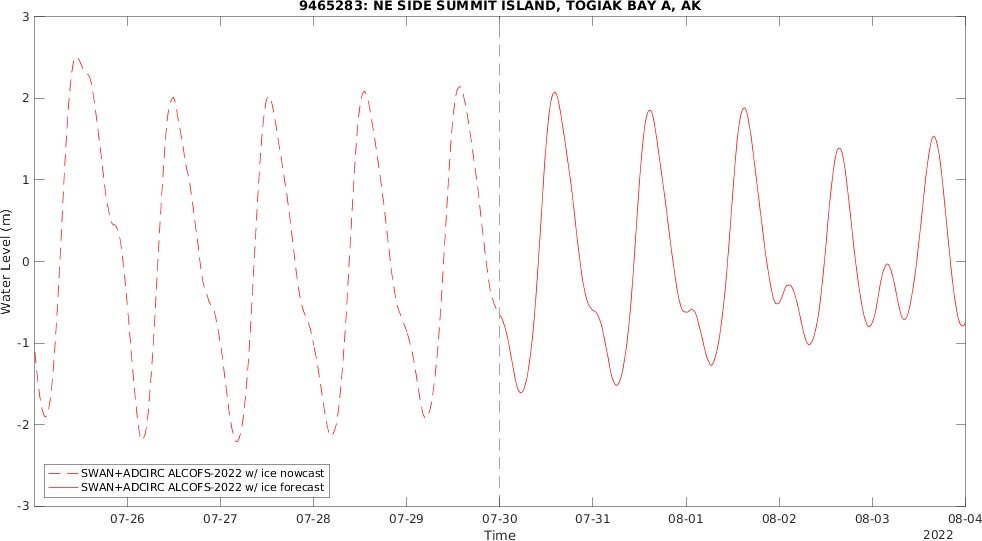 9465283: NE SIDE SUMMIT ISLAND, TOGIAK BAY A, AK
3
2
1
0
-1
-2
-3
Water Level (m)
SWAN+ADCIRC ALCOFS-2022 w/ ice nowcast
SWAN+ADCIRC ALCOFS-2022 w/ ice forecast
07-26 07-27 07-28 07-29 07-30 07-31 08-01 08-02 08-03 08-04
Time
2022